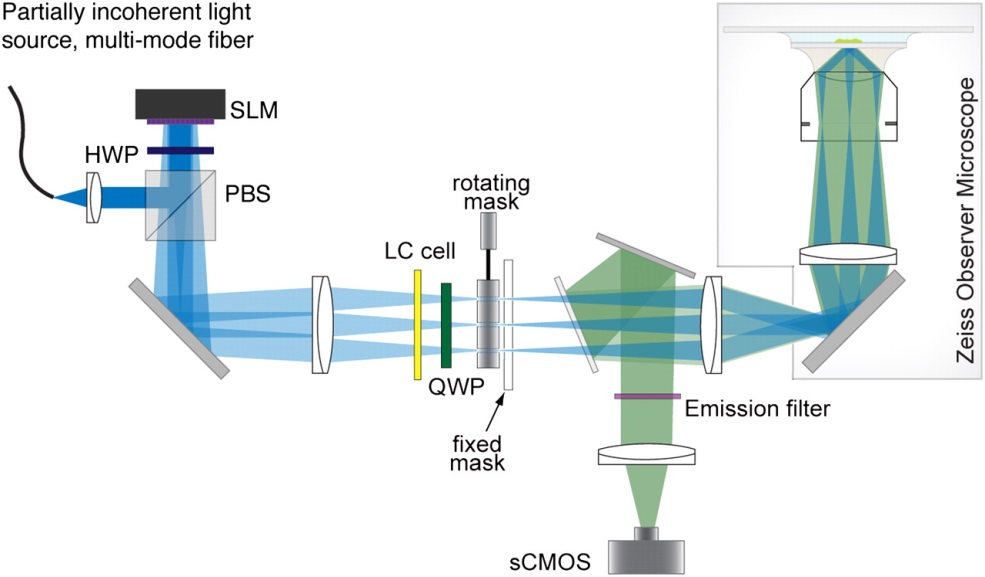 Partially incoherent light
source, multi-mode fiber
SLM
HWP
PBS
rotating
mask
LC cell
QWP
fixed
mask
Emission filter
sCMOS
Zeiss Observer Microscope